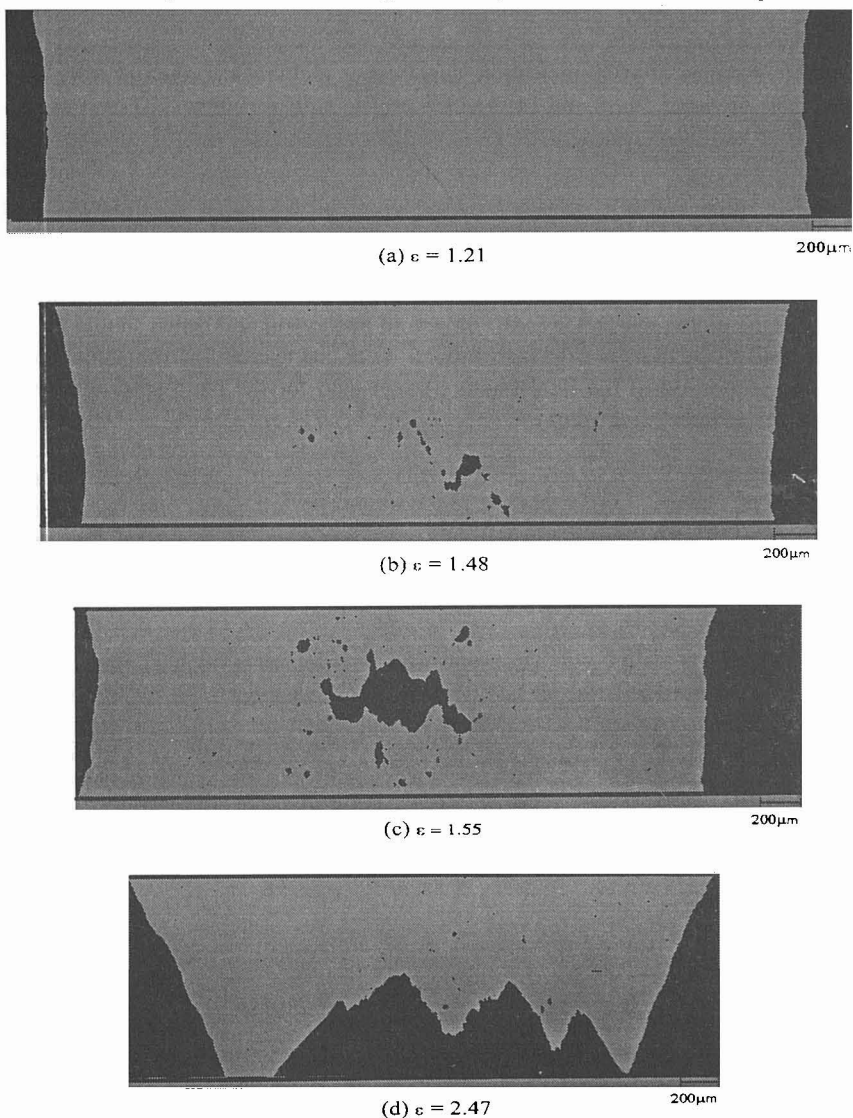 200μm
(a) ε = 1.21
200μm
(b) ε = 1.48
200μm
(c) ε = 1.55
200μm
(d) ε = 2.47